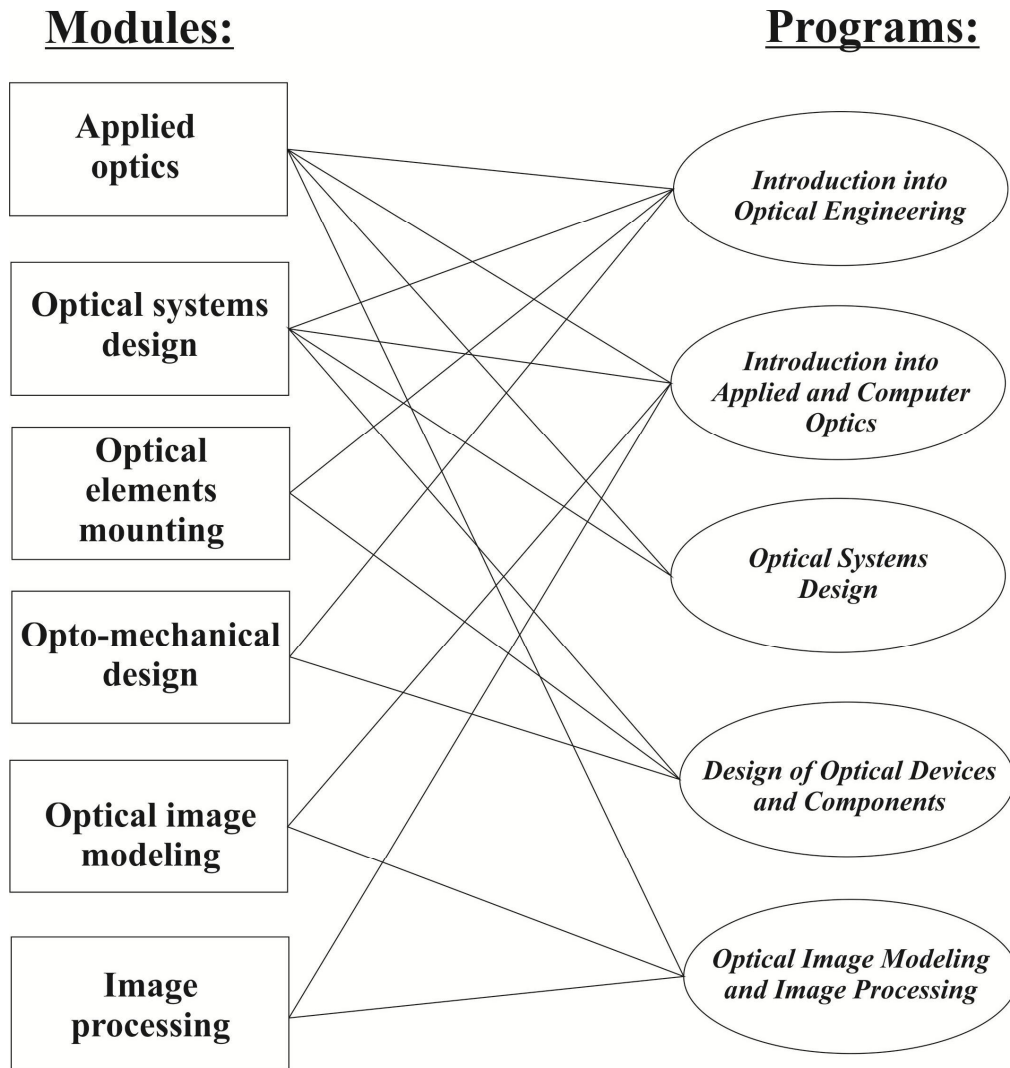 Modules:
Applied
optics
Optical systems
design
Optical
elements
mounting
Opto-mechanical
design
Optical image
modeling
Image
processing
Programs:
Introduction into
Optical Engineering
Introduction into
Applied and Computer
Optics
Optical Systems
Design
Design of Optical Devices
and Components
Optical Image Modeling
and Image Processing